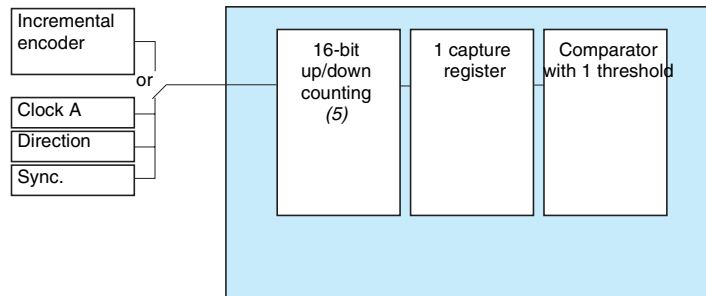 Incremental
encoder
or
Clock A
Direction
Sync.
16-bit
up/down
counting
(5)
1 capture
register
Comparator
with 1 threshold